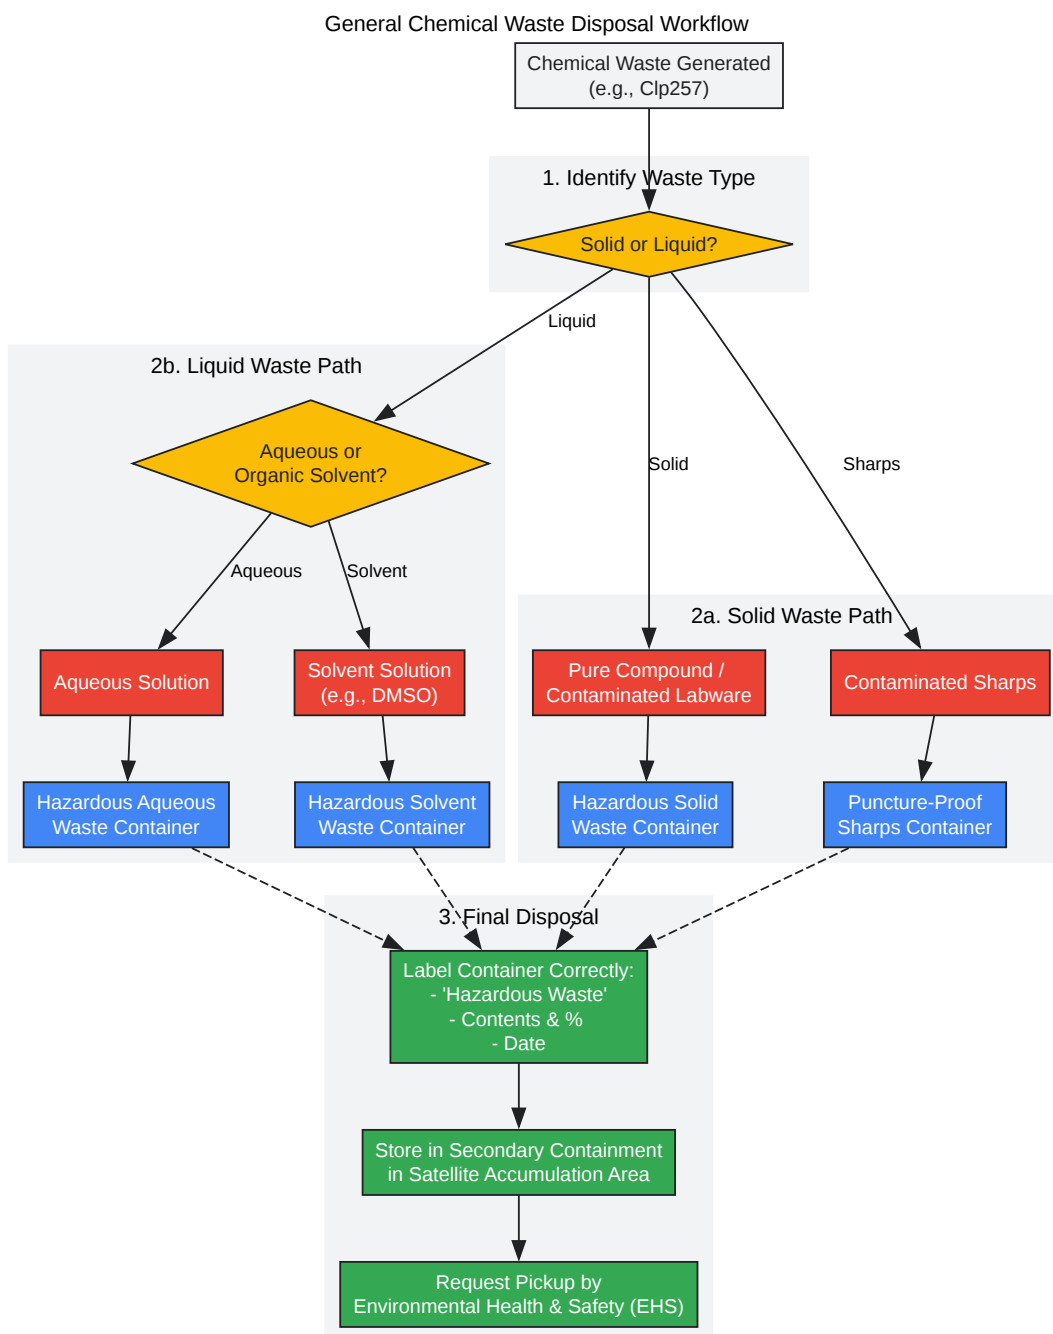 General Chemical Waste Disposal Workflow
Chemical Waste Generated
(e.g., Clp257)
1. Identify Waste Type
Solid or Liquid?
Liquid
2b. Liquid Waste Path
Aqueous or
Organic Solvent?
Solid
Sharps
Aqueous
Solvent
2a. Solid Waste Path
Aqueous Solution
Solvent Solution
(e.g., DMSO)
Pure Compound /
Contaminated Labware
Contaminated Sharps
Hazardous Aqueous
Waste Container
Hazardous Solvent
Waste Container
Hazardous Solid
Waste Container
Puncture-Proof
Sharps Container
3. Final Disposal
Label Container Correctly:
- 'Hazardous Waste'
- Contents & %
- Date
Store in Secondary Containment
in Satellite Accumulation Area
Request Pickup by
Environmental Health & Safety (EHS)